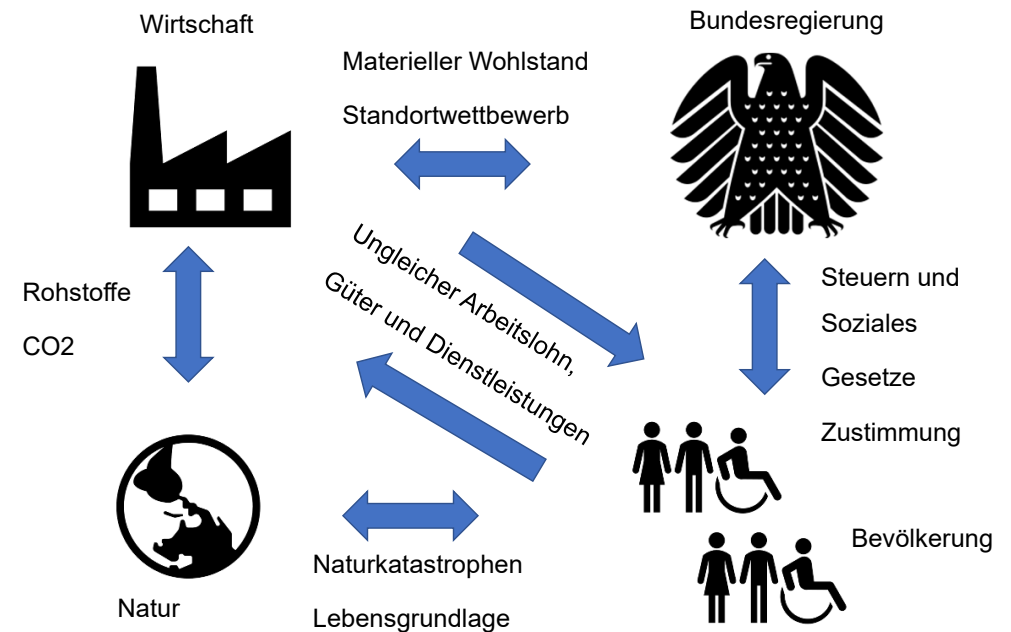 Wirtschaft
Bundesregierung
Materieller Wohlstand
Standortwettbewerb
Ungleicher Arbeitslohn,
Güter und Dienstleistungen
Rohstoffe
CO2
Steuern und
Soziales
Gesetze
Zustimmung
Bevölkerung
Naturkatastrophen
Lebensgrundlage
Natur